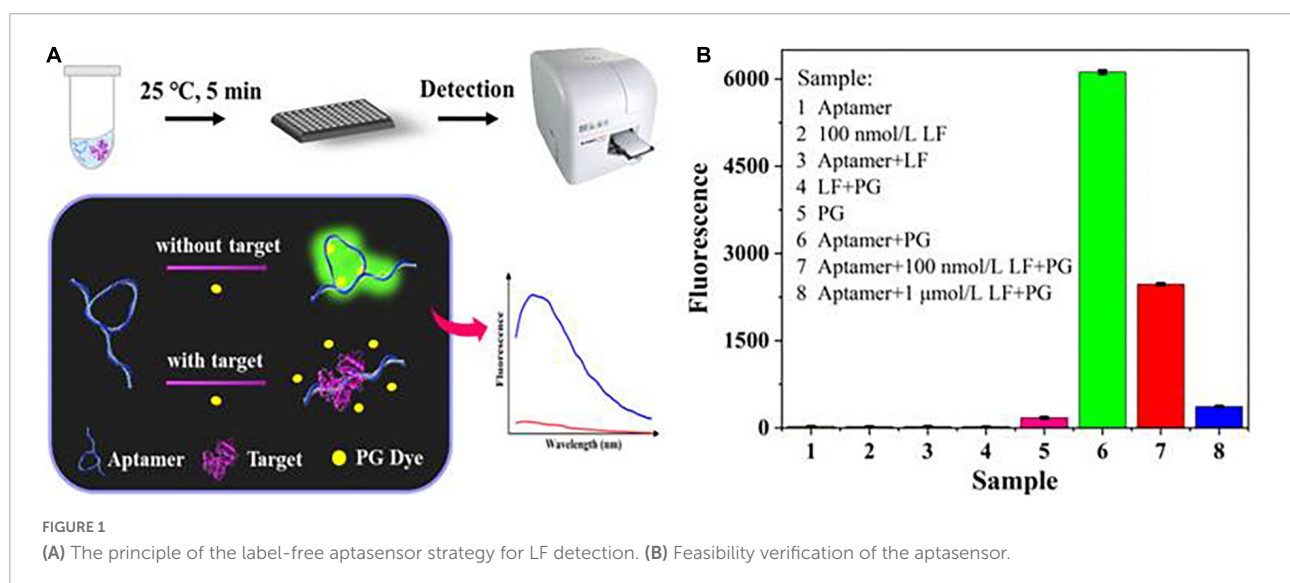 A
25 °C, 5 min
Detection
without target
with target
Aptamer
Target
PG Dye
Fluorescence
Wavelength (nm)
B
Fluorescence
6000
4500
3000
1500
0
Sample:
1 Aptamer
2 100 nmol/L LF
3 Aptamer+LF
4 LF+PG
5 PG
6 Aptamer+PG
7 Aptamer+100 nmol/L LF+PG
8 Aptamer+1 μmol/L LF+PG
1 2 3 4 5 6 7 8
Sample
FIGURE 1
(A) The principle of the label-free aptasensor strategy for LF detection. (B) Feasibility verification of the aptasensor.